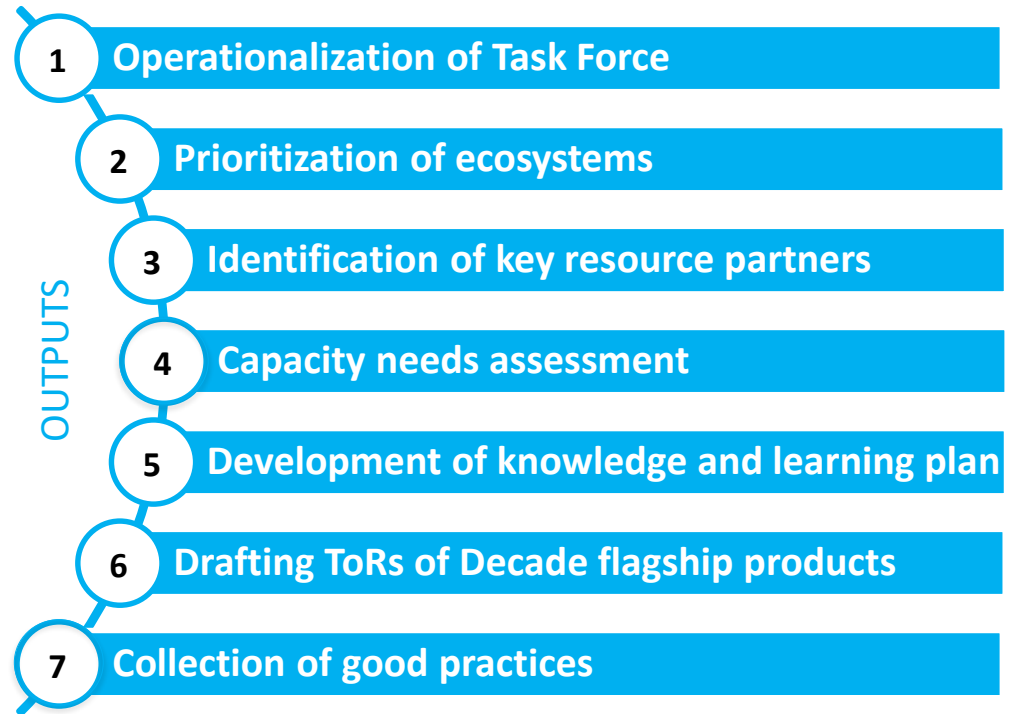 OUTPUTS
1 Operationalization of Task Force
2 Prioritization of ecosystems
3 Identification of key resource partners
4 Capacity needs assessment
5 Development of knowledge and learning plan
6 Drafting ToRs of Decade flagship products
7 Collection of good practices